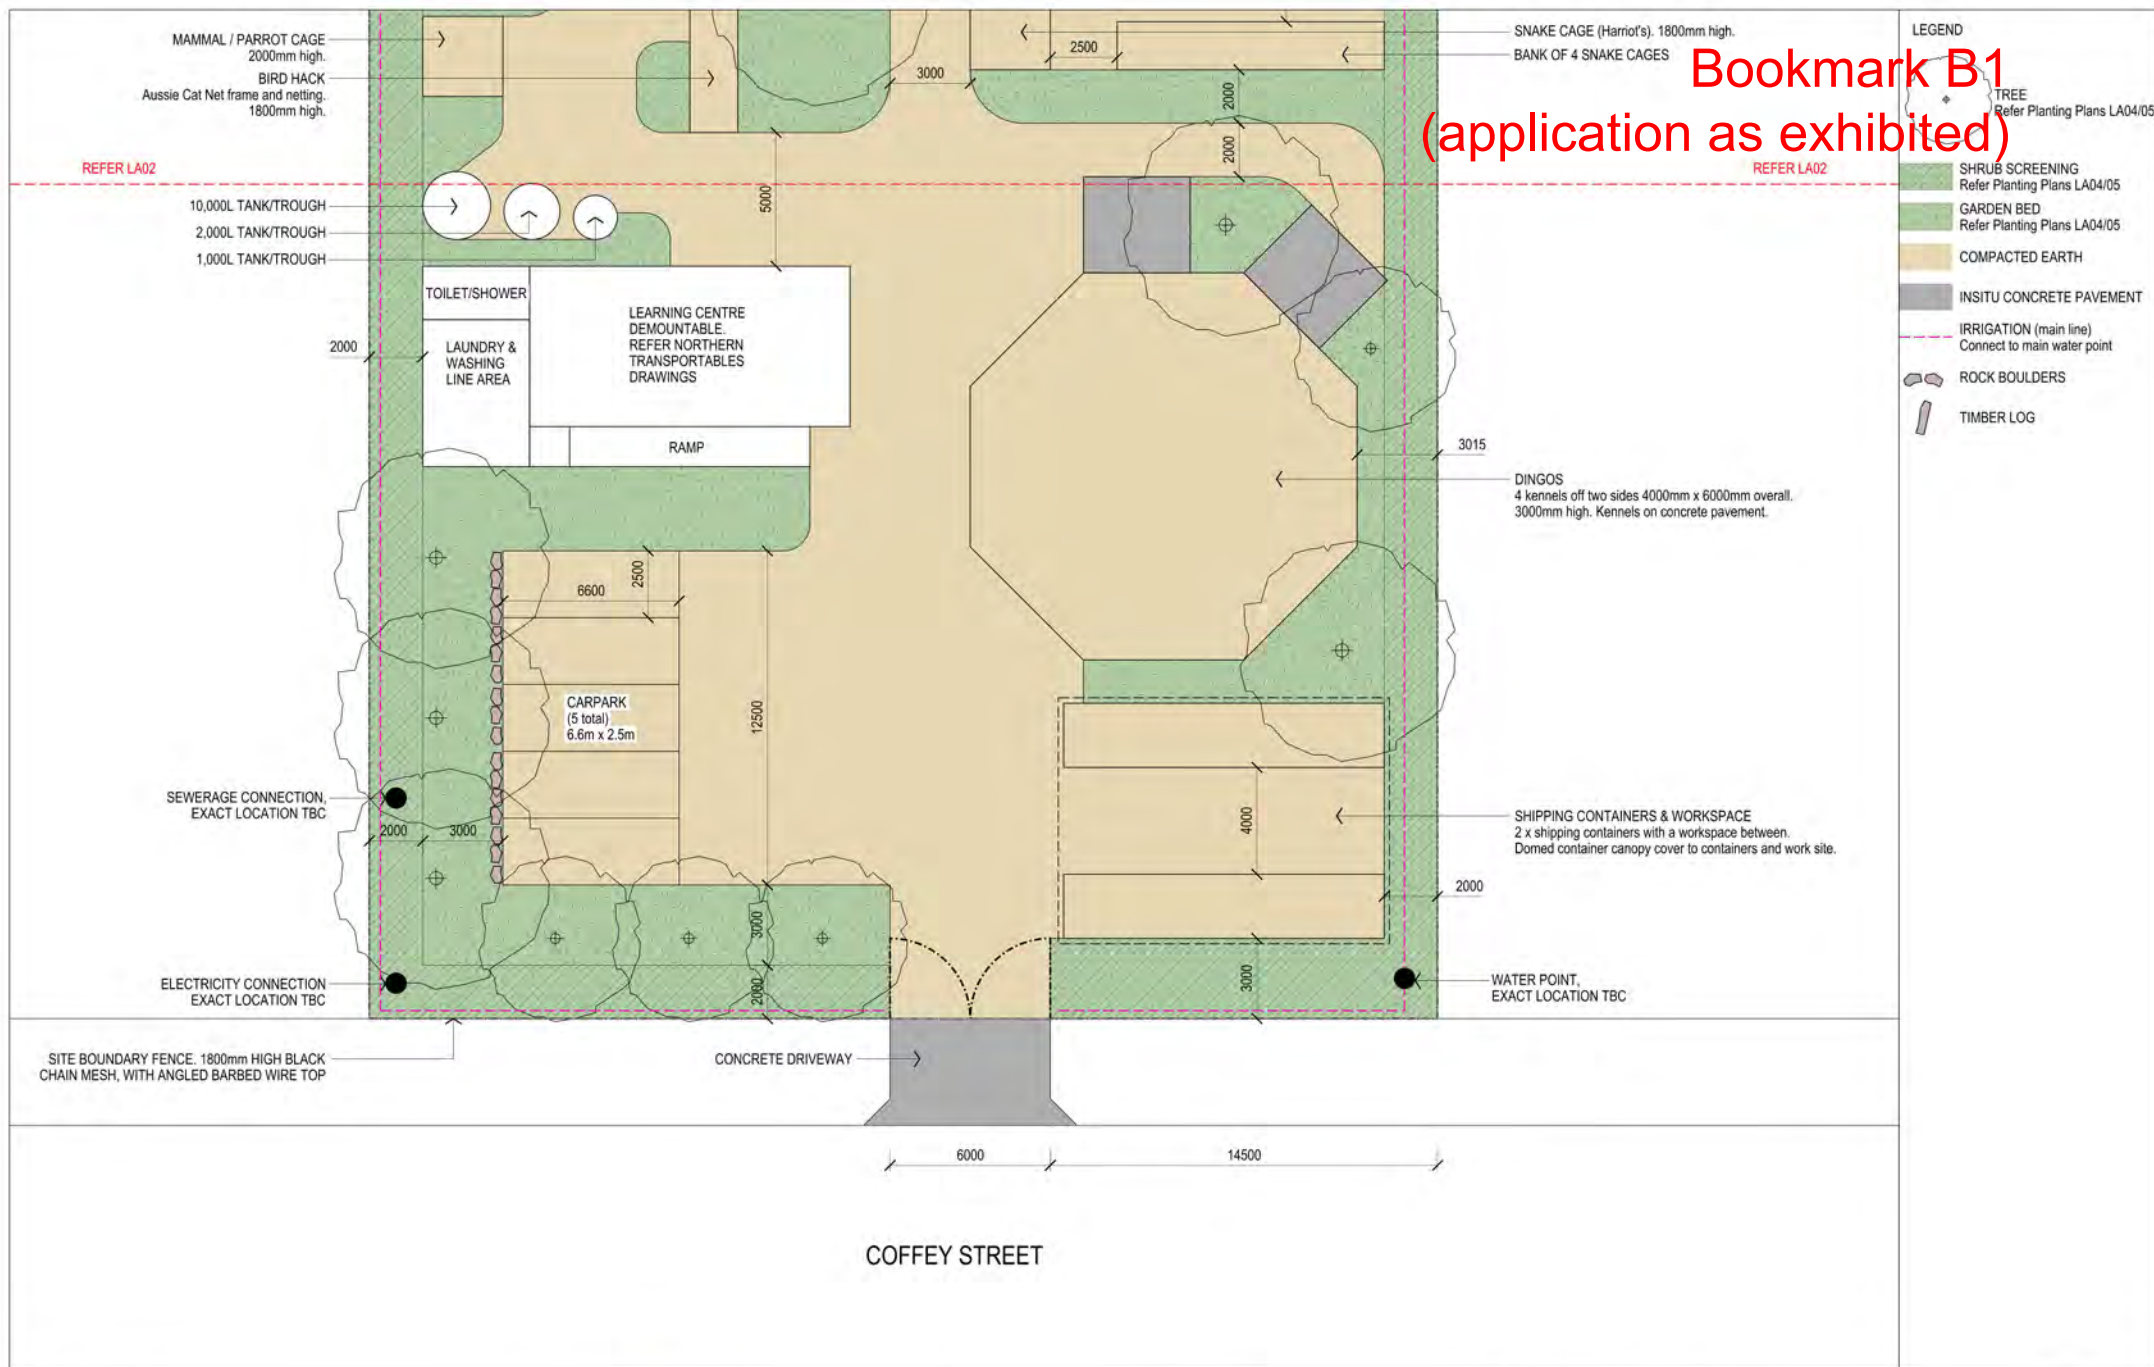 MAMMAL / PARROT CAGE
2000mm high.
BIRD HACK
Aussie Cat Net frame and netting.
1800mm high.
REFER LA02
10,000L TANK/TROUGH
2,000L TANK/TROUGH
1,000L TANK/TROUGH
2000
SEWERAGE CONNECTION,
EXACT LOCATION TBC
ELECTRICITY CONNECTION
EXACT LOCATION TBC
SITE BOUNDARY FENCE. 1800mm HIGH BLACK
CHAIN MESH, WITH ANGLED BARBED WIRE TOP
3000
2500
2000
2000
5000
TOILET/SHOWER
LAUNDRY &
WASHING
LINE AREA
LEARNING CENTRE
DEMOUNTABLE.
REFER NORTHERN
TRANSPORTABLES
DRAWINGS
RAMP
2500
6600
CARPARK
(5 total)
6.6m x 2.5m
12500
2000
3000
3000
2000
4000
3000
CONCRETE DRIVEWAY
6000
14500
COFFEY STREET
SNAKE CAGE (Harriot's). 1800mm high.
BANK OF 4 SNAKE CAGES
Bookmark B1
(application as exhibited)
REFER LA02
3015
DINGOS
4 kennels off two sides 4000mm x 6000mm overall.
3000mm high. Kennels on concrete pavement.
SHIPPING CONTAINERS & WORKSPACE
2 x shipping containers with a workspace between.
Domed container canopy cover to containers and work site.
2000
WATER POINT,
EXACT LOCATION TBC
LEGEND
TREE
Refer Planting Plans LA04/05
SHRUB SCREENING
Refer Planting Plans LA04/05
GARDEN BED
Refer Planting Plans LA04/05
COMPACTED EARTH
INSITU CONCRETE PAVEMENT
IRRIGATION (main line)
Connect to main water point
ROCK BOULDERS
TIMBER LOG